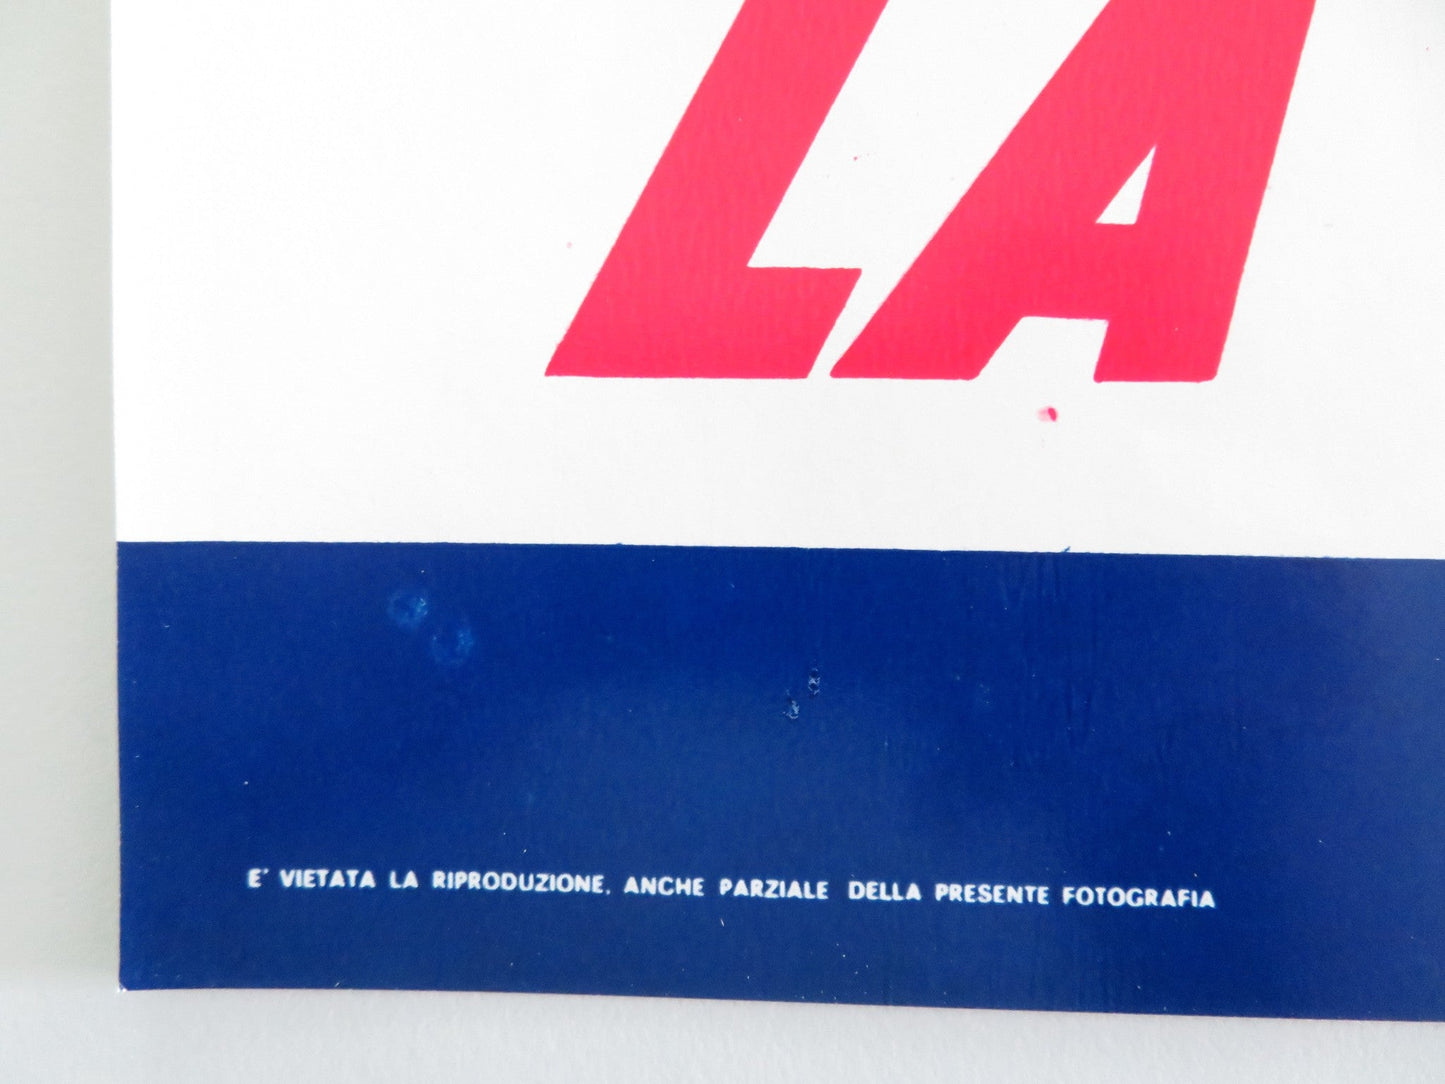 LA
E' VIETATA LA RIPRODUZIONE, ANCHE PARZIALE DELLA PRESENTE FOTOGRAFIA